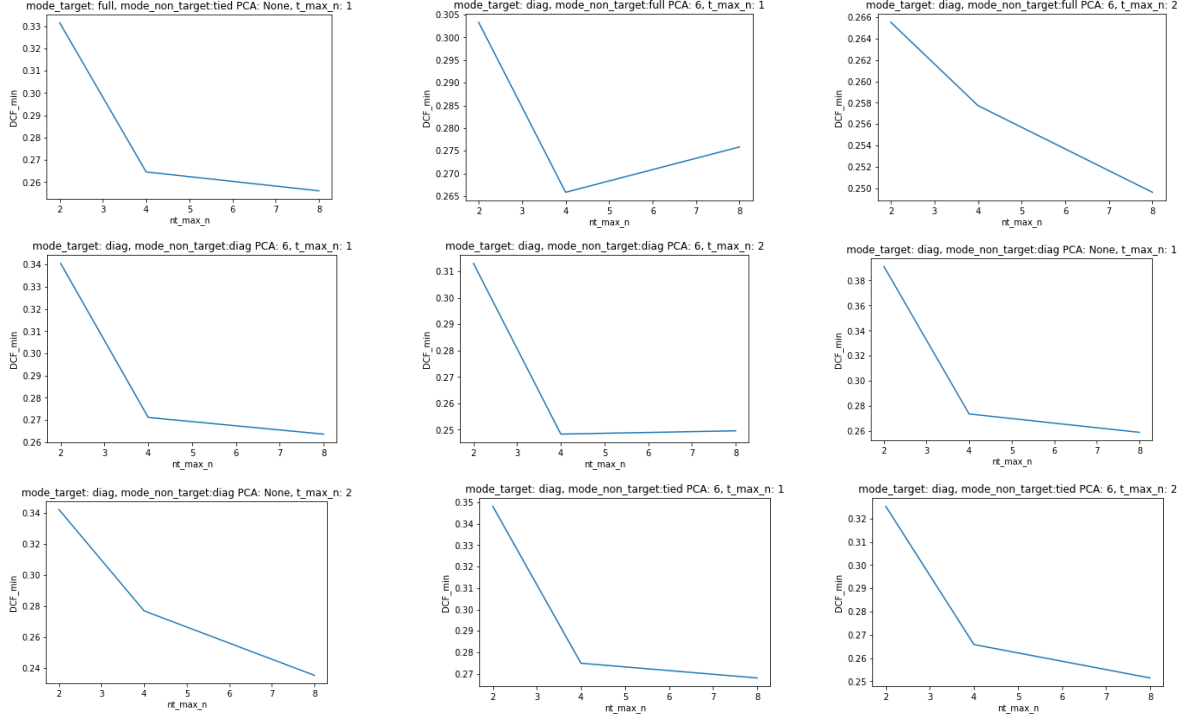 mode_target: full, mode_non_target:tied PCA: None, t_max_n: 1
0.33
0.32
0.31
0.30
0.29
0.28
0.27
0.26
DCF_min
2 3 4 5 6 7 8
nt_max_n
mode_target: diag, mode_non_target:full PCA: 6, t_max_n: 1
0.305
0.300
0.295
0.290
0.285
0.280
0.275
0.270
0.265
DCF_min
2 3 4 5 6 7 8
nt_max_n
mode_target: diag, mode_non_target:full PCA: 6, t_max_n: 2
0.266
0.264
0.262
0.260
0.258
0.256
0.254
0.252
0.250
DCF_min
2 3 4 5 6 7 8
nt_max_n
mode_target: diag, mode_non_target:diag PCA: 6, t_max_n: 1
0.34
0.33
0.32
0.31
0.30
0.29
0.28
0.27
0.26
DCF_min
2 3 4 5 6 7 8
nt_max_n
mode_target: diag, mode_non_target:diag PCA: 6, t_max_n: 2
0.31
0.30
0.29
0.28
0.27
0.26
0.25
DCF_min
2 3 4 5 6 7 8
nt_max_n
mode_target: diag, mode_non_target:diag PCA: None, t_max_n: 1
0.38
0.36
0.34
0.32
0.30
0.28
0.26
DCF_min
2 3 4 5 6 7 8
nt_max_n
mode_target: diag, mode_non_target:diag PCA: None, t_max_n: 2
0.34
0.32
0.30
0.28
0.26
0.24
DCF_min
2 3 4 5 6 7 8
nt_max_n
mode_target: diag, mode_non_target:tied PCA: 6, t_max_n: 1
0.35
0.34
0.33
0.32
0.31
0.30
0.29
0.28
0.27
DCF_min
2 3 4 5 6 7 8
nt_max_n
mode_target: diag, mode_non_target:tied PCA: 6, t_max_n: 2
0.32
0.31
0.30
0.29
0.28
0.27
0.26
0.25
DCF_min
2 3 4 5 6 7 8
nt_max_n